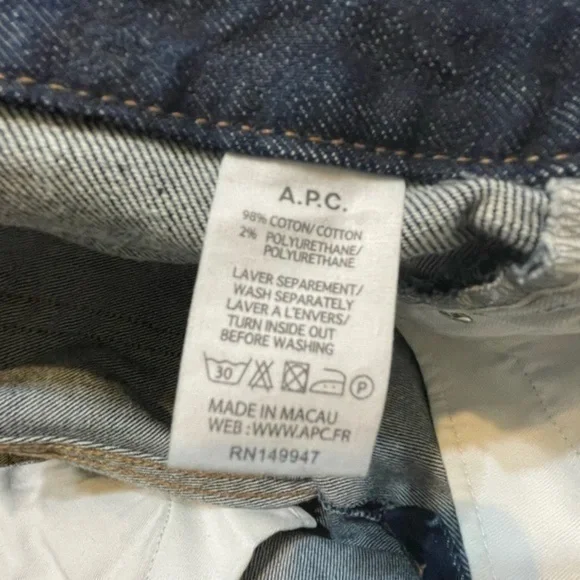 A.P.C.
98% COTON/COTTON
2% POLYURETHANE/
POLYURETHANE
LAVER SEPAREMENT/
WASH SEPARATELY
LAVER A L'ENVERS/
TURN INSIDE OUT
BEFORE WASHING
30 P
MADE IN MACAU
WEB : WWW.APC.FR
RN149947